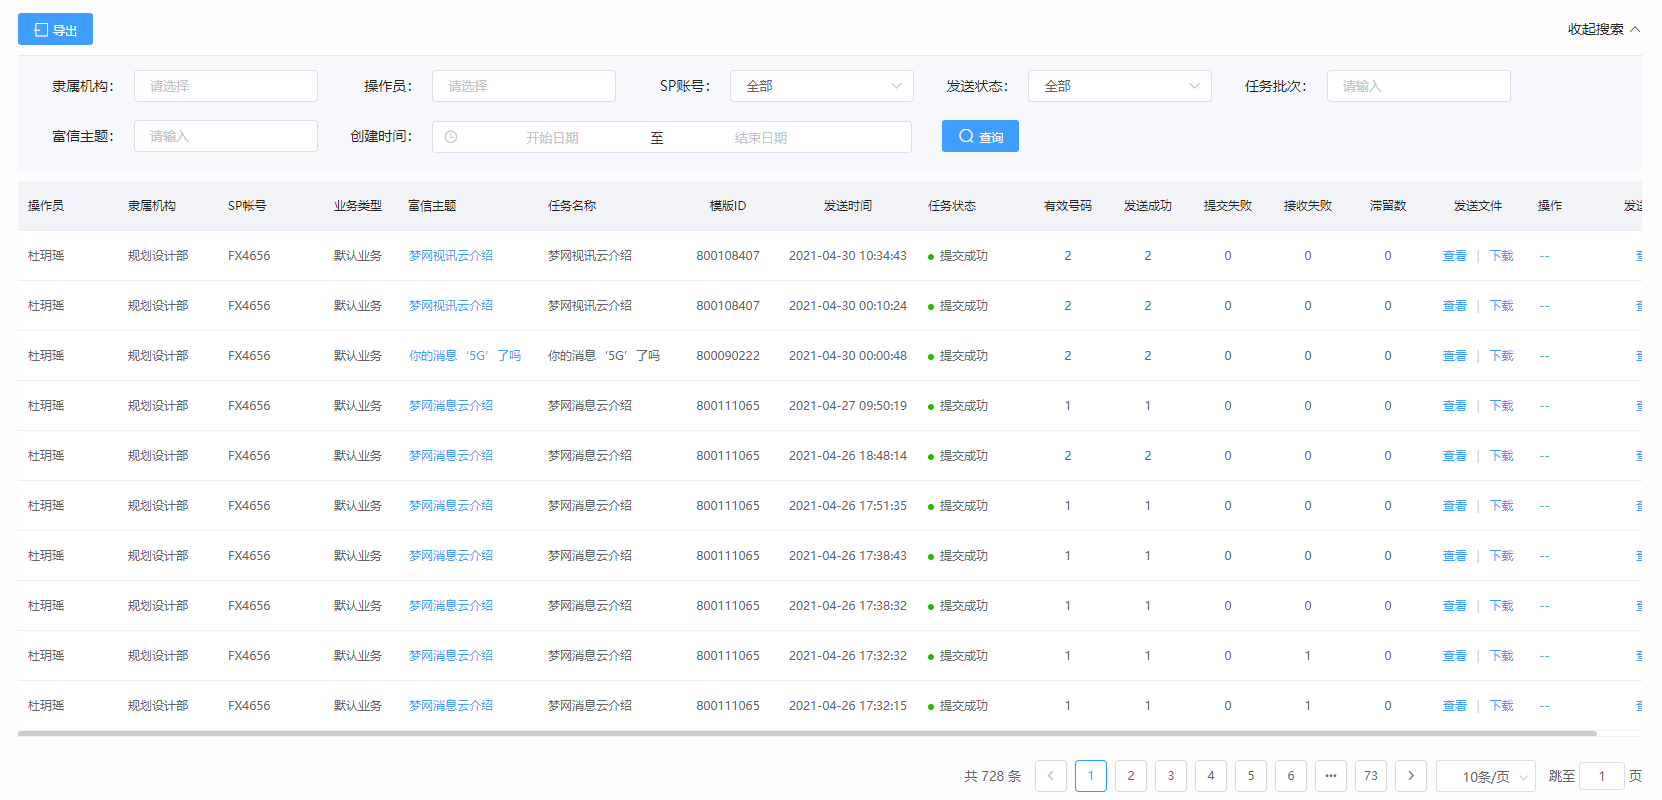 导出 收起搜索
隶属机构： 请选择 操作员： 请选择 SP账号： 全部 发送状态： 全部 任务批次： 请输入
富信主题： 请输入 创建时间： 开始日期 至 结束日期 查询
操作员 隶属机构 SP帐号 业务类型 富信主题 任务名称 模版ID 发送时间 任务状态 有效号码 发送成功 提交失败 接收失败 滞留数 发送文件 操作
杜玥瑶 规划设计部 FX4656 默认业务 梦网视讯云介绍 梦网视讯云介绍 800108407 2021-04-30 10:34:43 提交成功 2 2 0 0 0 查看 | 下载 --
杜玥瑶 规划设计部 FX4656 默认业务 梦网视讯云介绍 梦网视讯云介绍 800108407 2021-04-30 00:10:24 提交成功 2 2 0 0 0 查看 | 下载 --
杜玥瑶 规划设计部 FX4656 默认业务 你的消息‘5G’了吗 你的消息‘5G’了吗 800090222 2021-04-30 00:00:48 提交成功 2 2 0 0 0 查看 | 下载 --
杜玥瑶 规划设计部 FX4656 默认业务 梦网消息云介绍 梦网消息云介绍 800111065 2021-04-27 09:50:19 提交成功 1 1 0 0 0 查看 | 下载 --
杜玥瑶 规划设计部 FX4656 默认业务 梦网消息云介绍 梦网消息云介绍 800111065 2021-04-26 18:48:14 提交成功 2 2 0 0 0 查看 | 下载 --
杜玥瑶 规划设计部 FX4656 默认业务 梦网消息云介绍 梦网消息云介绍 800111065 2021-04-26 17:51:35 提交成功 1 1 0 0 0 查看 | 下载 --
杜玥瑶 规划设计部 FX4656 默认业务 梦网消息云介绍 梦网消息云介绍 800111065 2021-04-26 17:38:43 提交成功 1 1 0 0 0 查看 | 下载 --
杜玥瑶 规划设计部 FX4656 默认业务 梦网消息云介绍 梦网消息云介绍 800111065 2021-04-26 17:38:32 提交成功 1 1 0 0 0 查看 | 下载 --
杜玥瑶 规划设计部 FX4656 默认业务 梦网消息云介绍 梦网消息云介绍 800111065 2021-04-26 17:32:32 提交成功 1 1 0 1 0 查看 | 下载 --
杜玥瑶 规划设计部 FX4656 默认业务 梦网消息云介绍 梦网消息云介绍 800111065 2021-04-26 17:32:15 提交成功 1 1 0 1 0 查看 | 下载 --
共 728 条 1 2 3 4 5 6 ··· 73 10条/页 跳至 1 页